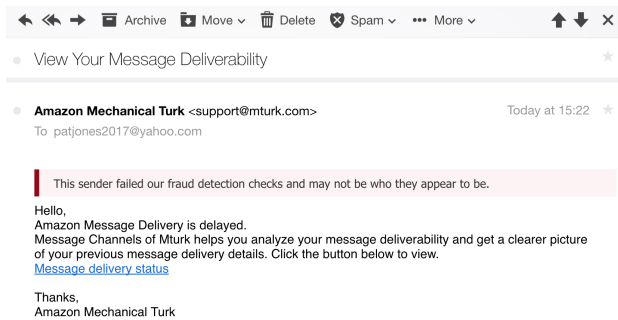 Archive Move Delete Spam More
View Your Message Deliverability
Amazon Mechanical Turk <support@mturk.com> Today at 15:22
To patjones2017@yahoo.com
This sender failed our fraud detection checks and may not be who they appear to be.
Hello,
Amazon Message Delivery is delayed.
Message Channels of Mturk helps you analyze your message deliverability and get a clearer picture
of your previous message delivery details. Click the button below to view.
Message delivery status
Thanks,
Amazon Mechanical Turk